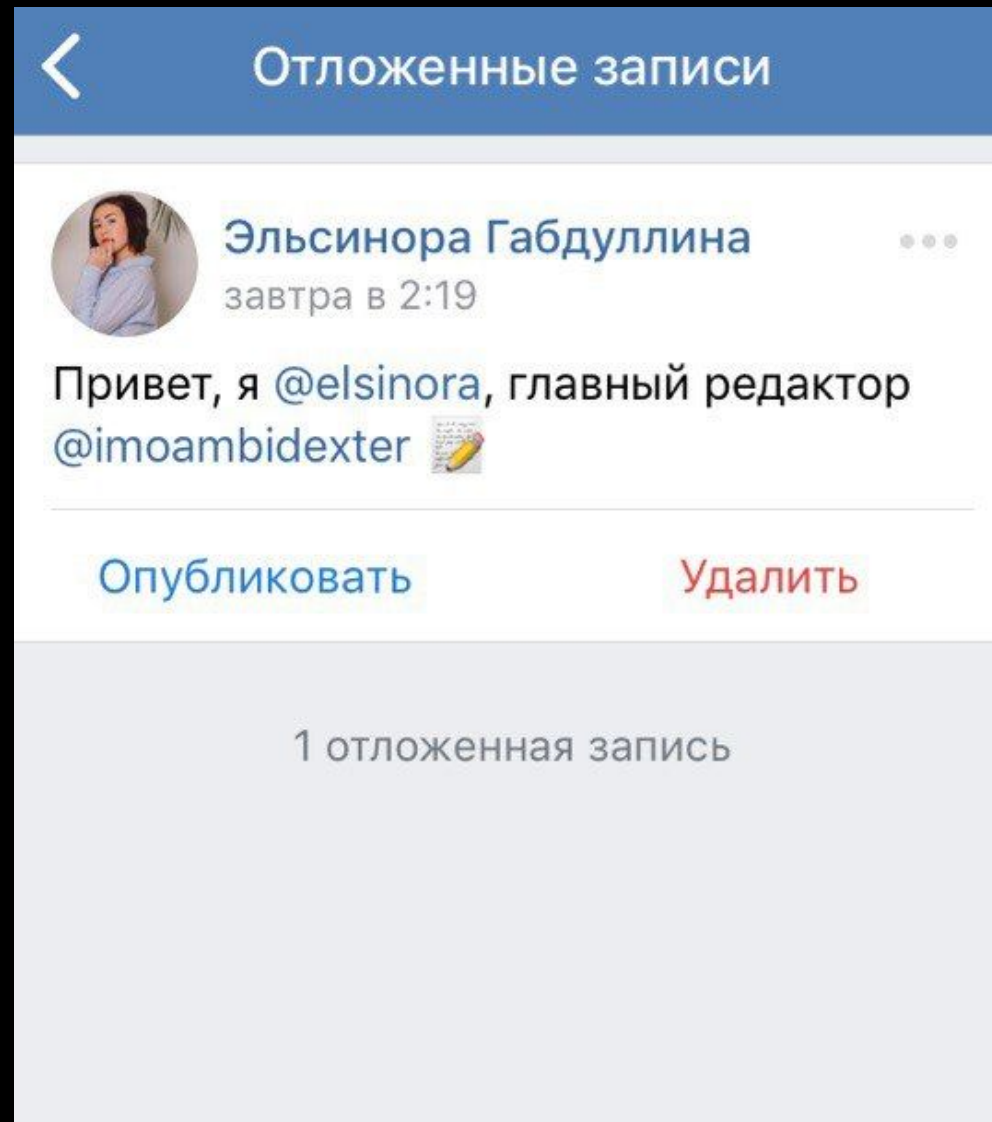 Отложенные записи
Эльсинора Габдуллина
завтра в 2:19
Привет, я @elsinora, главный редактор
@imoambidexter 📝
Опубликовать
Удалить
1 отложенная запись